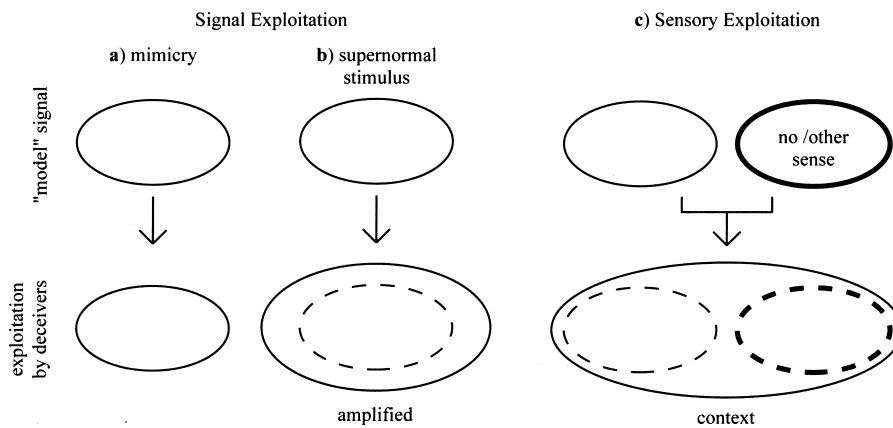 Signal Exploitation
c) Sensory Exploitation
a) mimicry
b) supernormal
stimulus
"model" signal
no /other
sense
exploitation
by deceivers
amplified
context